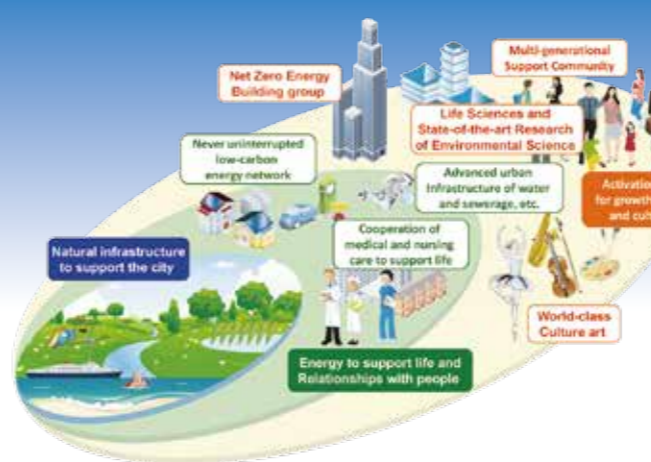 Multi-generational
Support Community
Net Zero Energy
Building group
Life Sciences and
State-of-the-art Research
of Environmental Science
Never uninterrupted
low-carbon
energy network
Advanced urban
Infrastructure of water
and sewerage, etc.
Activation
for growth
and cul
Cooperation of
medical and nursing
care to support life
Natural infrastructure
to support the city
World-class
Culture art
Energy to support life and
Relationships with people